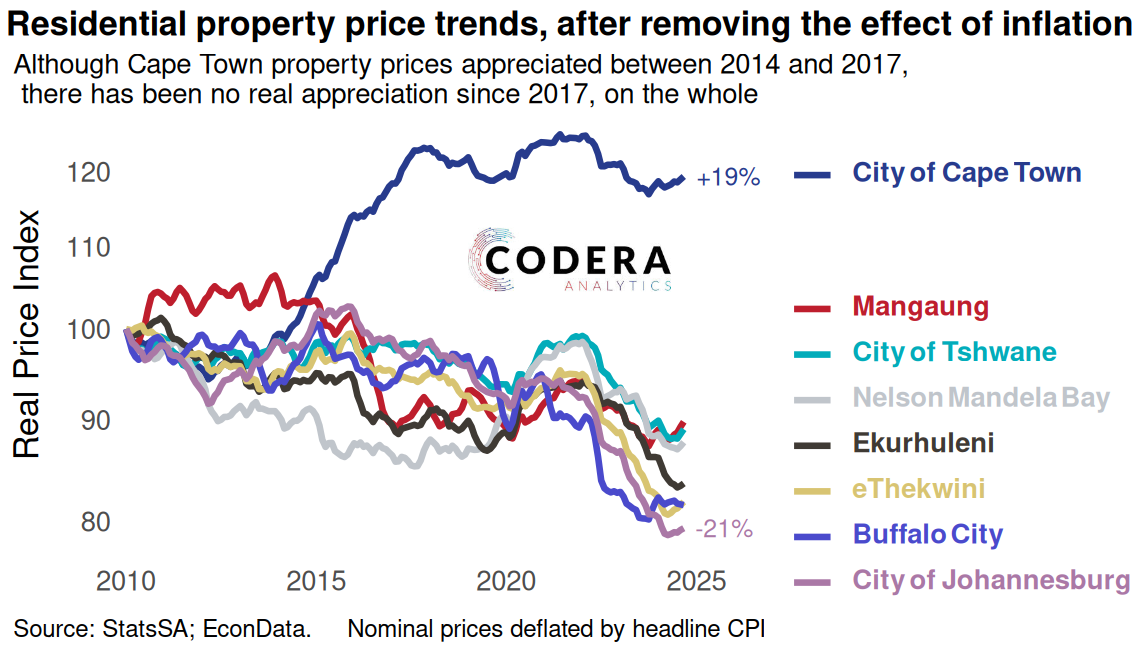 Residential property price trends, after removing the effect of inflation
Although Cape Town property prices appreciated between 2014 and 2017,
there has been no real appreciation since 2017, on the whole
Real Price Index
120
110
100
90
80
2010
2015
2020
2025
+19%
-21%
CODERA
ANALYTICS
City of Cape Town
Mangaung
City of Tshwane
Nelson Mandela Bay
Ekurhuleni
eThekwini
Buffalo City
City of Johannesburg
Source: StatsSA; EconData. Nominal prices deflated by headline CPI